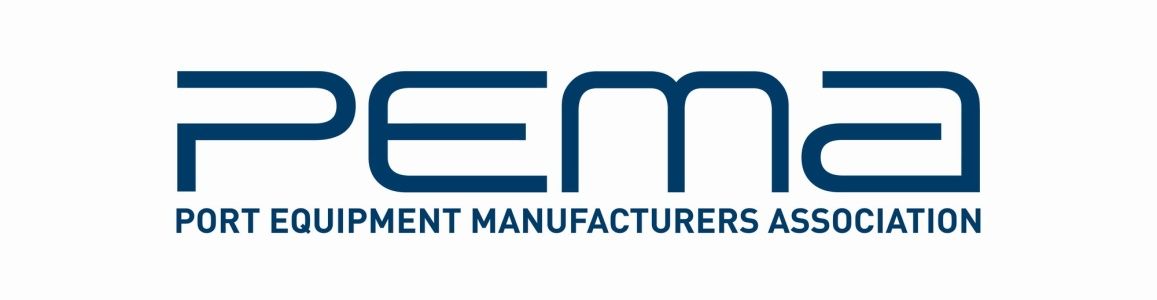 PEMA
PORT EQUIPMENT MANUFACTURERS ASSOCIATION